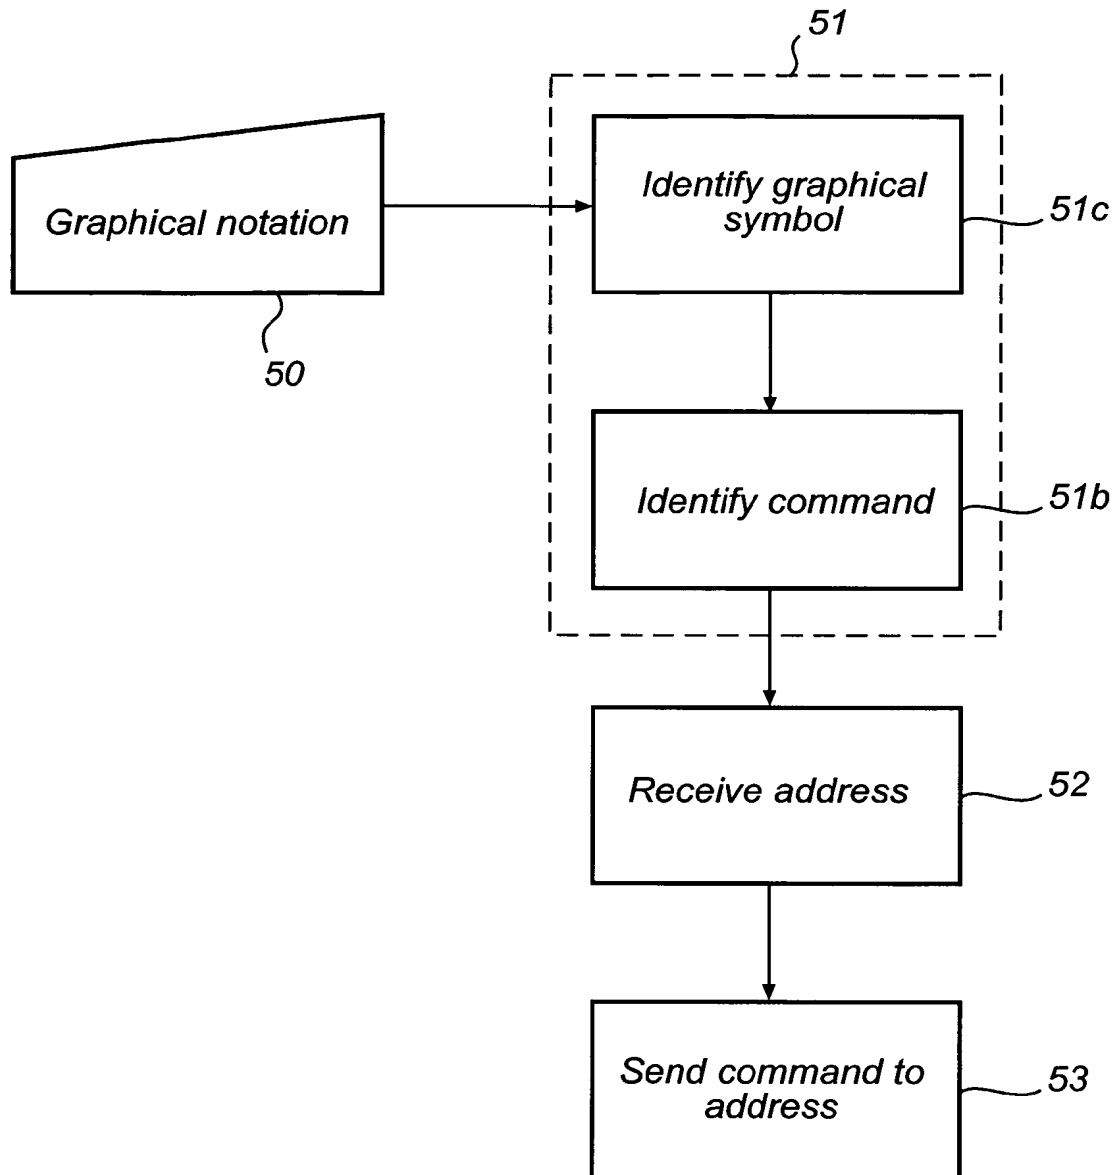 51
Graphical notation
50
Identify graphical
symbol
51c
Identify command
51b
Receive address
52
Send command to
address
53